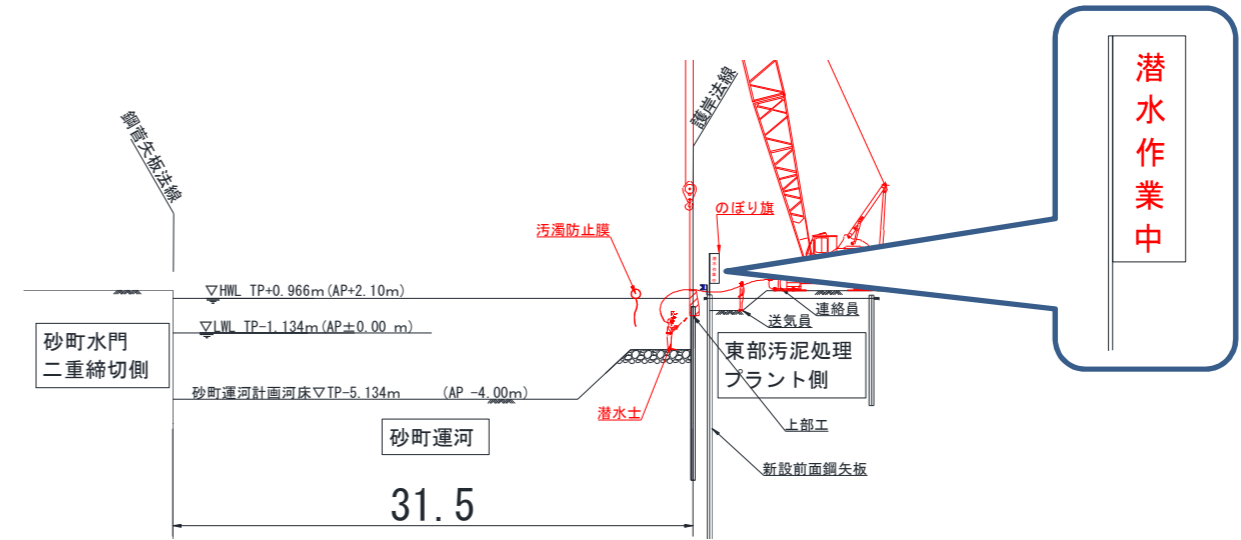 潜水作業中
鋼管矢板法線
護岸法線
のぼり旗
汚濁防止膜
▽HWL TP+0.966m(AP+2.10m)
▽LWL TP-1.134m(AP±0.00 m)
連絡員
送気員
砂町水門
二重締切側
東部汚泥処理
プラント側
砂町運河計画河床▽TP-5.134m (AP -4.00m)
潜水士
上部工
砂町運河
新設前面鋼矢板
31.5